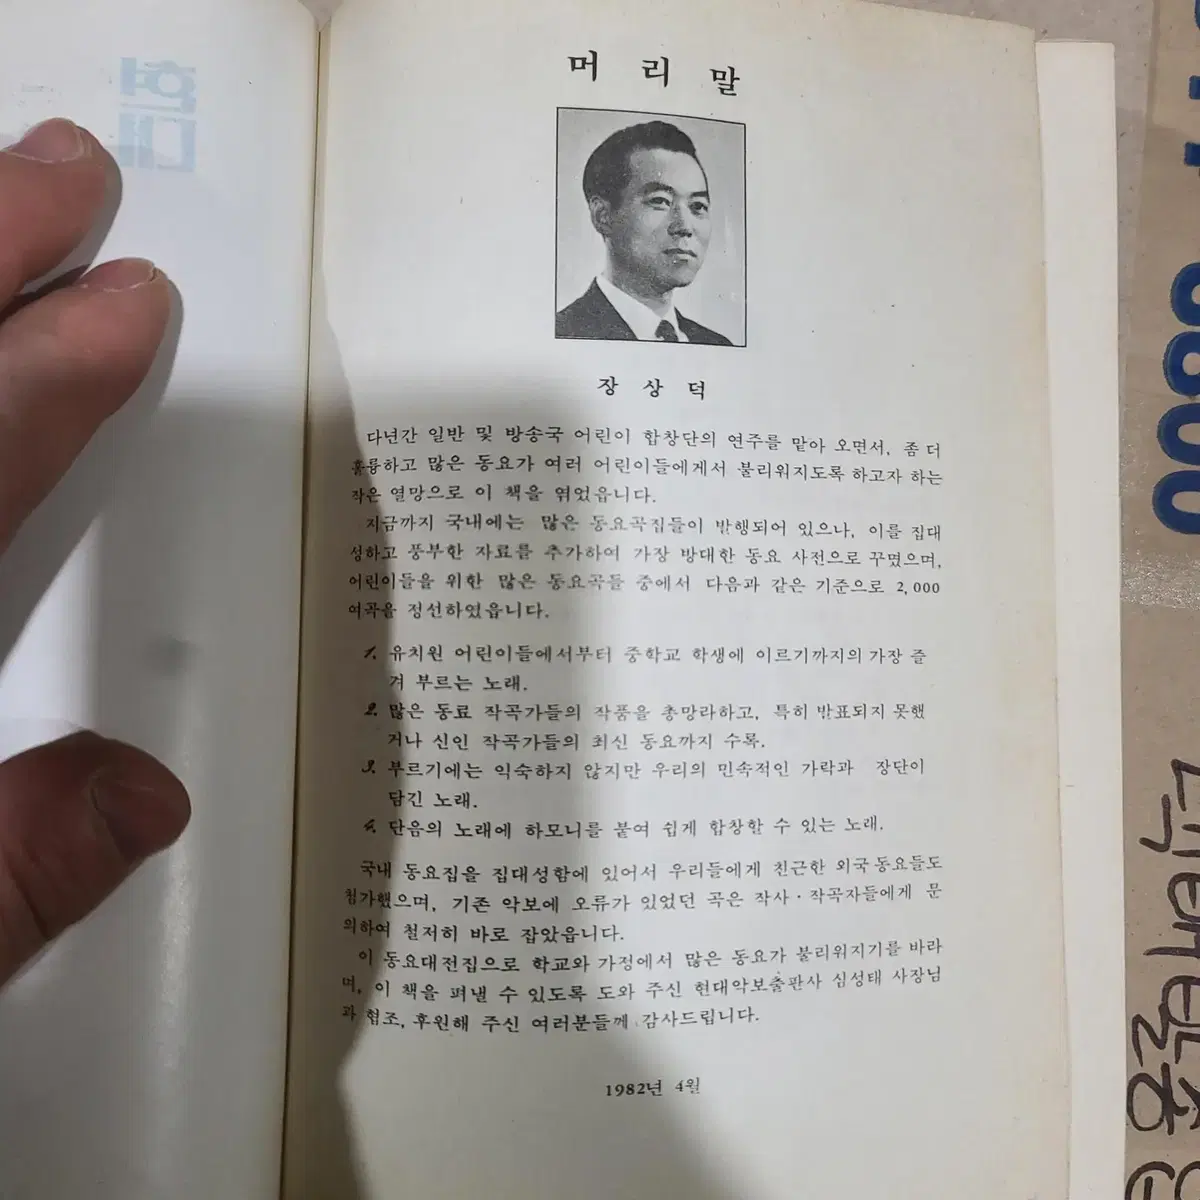 현대
머리말
장상덕
다년간 일반 및 방송국 어린이 합창단의 연주를 맡아 오면서, 좀 더
훌륭하고 많은 동요가 여러 어린이들에게서 불리워지도록 하고자 하는
작은 열망으로 이 책을 엮었읍니다.
지금까지 국내에는 많은 동요곡집들이 발행되어 있으나, 이를 집대
성하고 풍부한 자료를 추가하여 가장 방대한 동요 사전으로 꾸몄으며,
어린이들을 위한 많은 동요곡들 중에서 다음과 같은 기준으로 2,000
여곡을 정선하였읍니다.
1. 유치원 어린이들에서부터 중학교 학생에 이르기까지의 가장 즐
겨 부르는 노래.
2. 많은 동료 작곡가들의 작품을 총망라하고, 특히 발표되지 못했
거나 신인 작곡가들의 최신 동요까지 수록.
3. 부르기에는 익숙하지 않지만 우리의 민속적인 가락과 장단이
담긴 노래.
4. 단음의 노래에 하모니를 붙여 쉽게 합창할 수 있는 노래.
국내 동요집을 집대성함에 있어서 우리들에게 친근한 외국 동요들도
첨가했으며, 기존 악보에 오류가 있었던 곡은 작사·작곡자들에게 문
의하여 철저히 바로 잡았읍니다.
이 동요대전집으로 학교와 가정에서 많은 동요가 불리워지기를 바라
며, 이 책을 펴낼 수 있도록 도와 주신 현대악보출판사 심성태 사장님
과 협조, 후원해 주신 여러분들께 감사드립니다.
1982년 4월